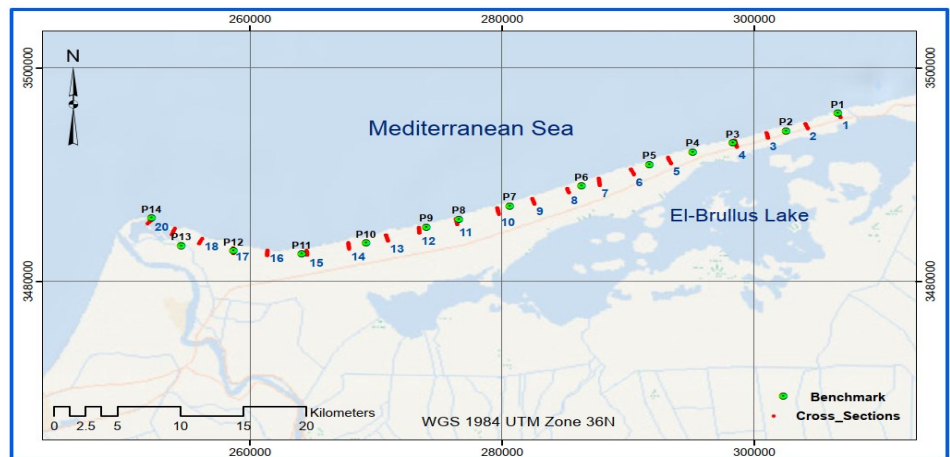 260000
280000
300000
N
3500000
3500000
Mediterranean Sea
P1
P2
1
P3
2
P4
3
4
P5
5
P6
6
7
El-Brullus Lake
P7
8
9
P8
10
P14
P9
11
20
P13
P10
12
P12
18
P11
13
17
16
14
15
348000
348000
Benchmark
Kilometers
Cross_Sections
0 2.5 5 10 15 20
WGS 1984 UTM Zone 36N
260000
280000
300000